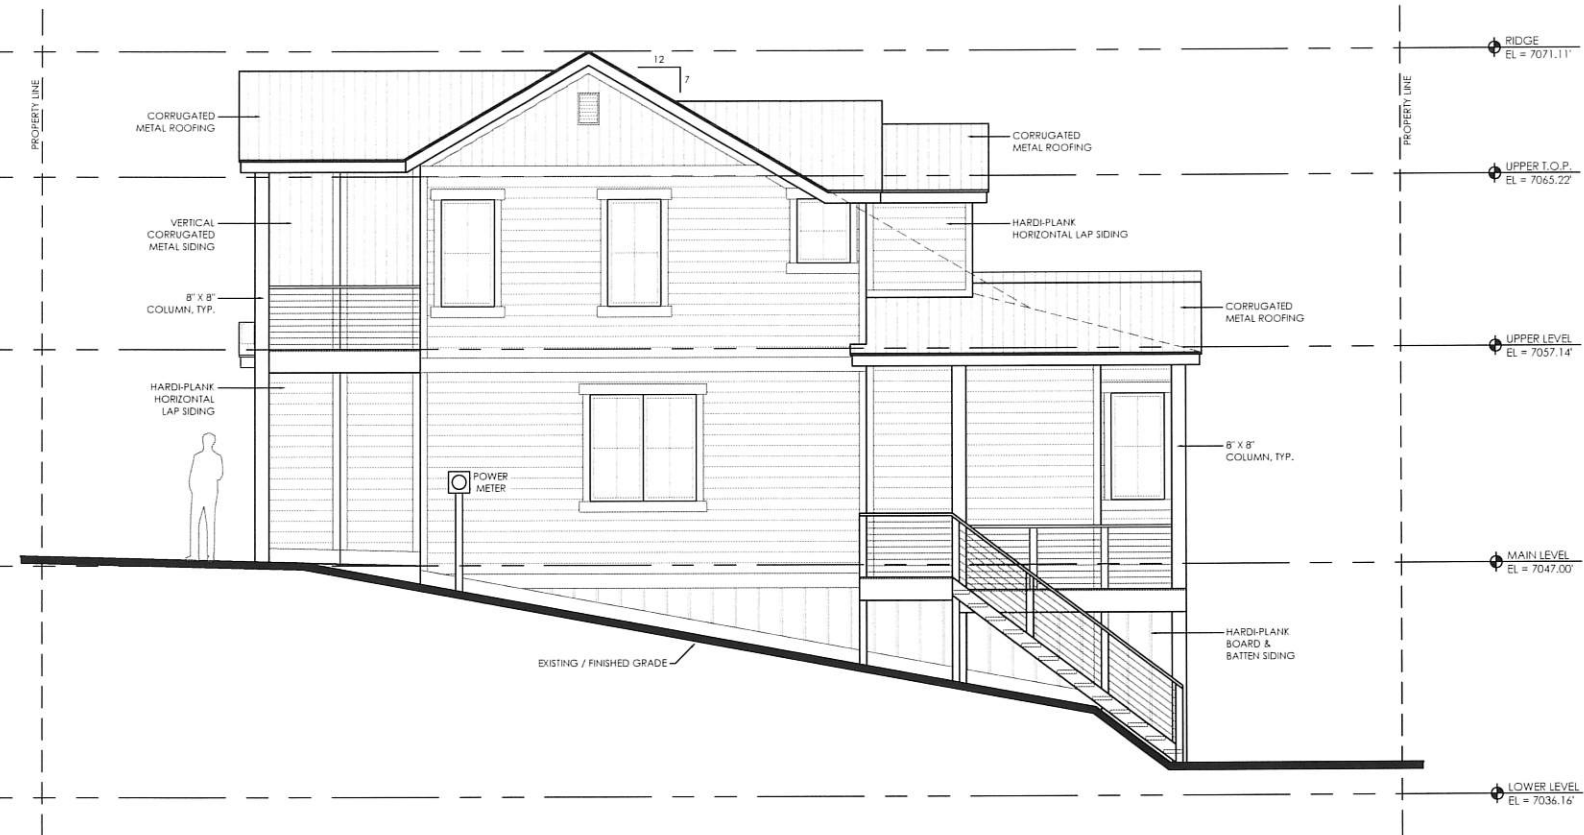 RIDGE
EL = 7071.11'
12
7
PROPERTY LINE
PROPERTY LINE
CORRUGATED
METAL ROOFING
CORRUGATED
METAL ROOFING
UPPER T.O.P.
EL = 7065.22'
VERTICAL
CORRUGATED
METAL SIDING
HARDI-PLANK
HORIZONTAL LAP SIDING
8" X 8"
COLUMN, TYP.
CORRUGATED
METAL ROOFING
UPPER LEVEL
EL = 7057.14'
HARDI-PLANK
HORIZONTAL
LAP SIDING
8" X 8"
COLUMN, TYP.
POWER
METER
MAIN LEVEL
EL = 7047.00'
HARDI-PLANK
BOARD &
BATTEN SIDING
EXISTING / FINISHED GRADE
LOWER LEVEL
EL = 7036.16'